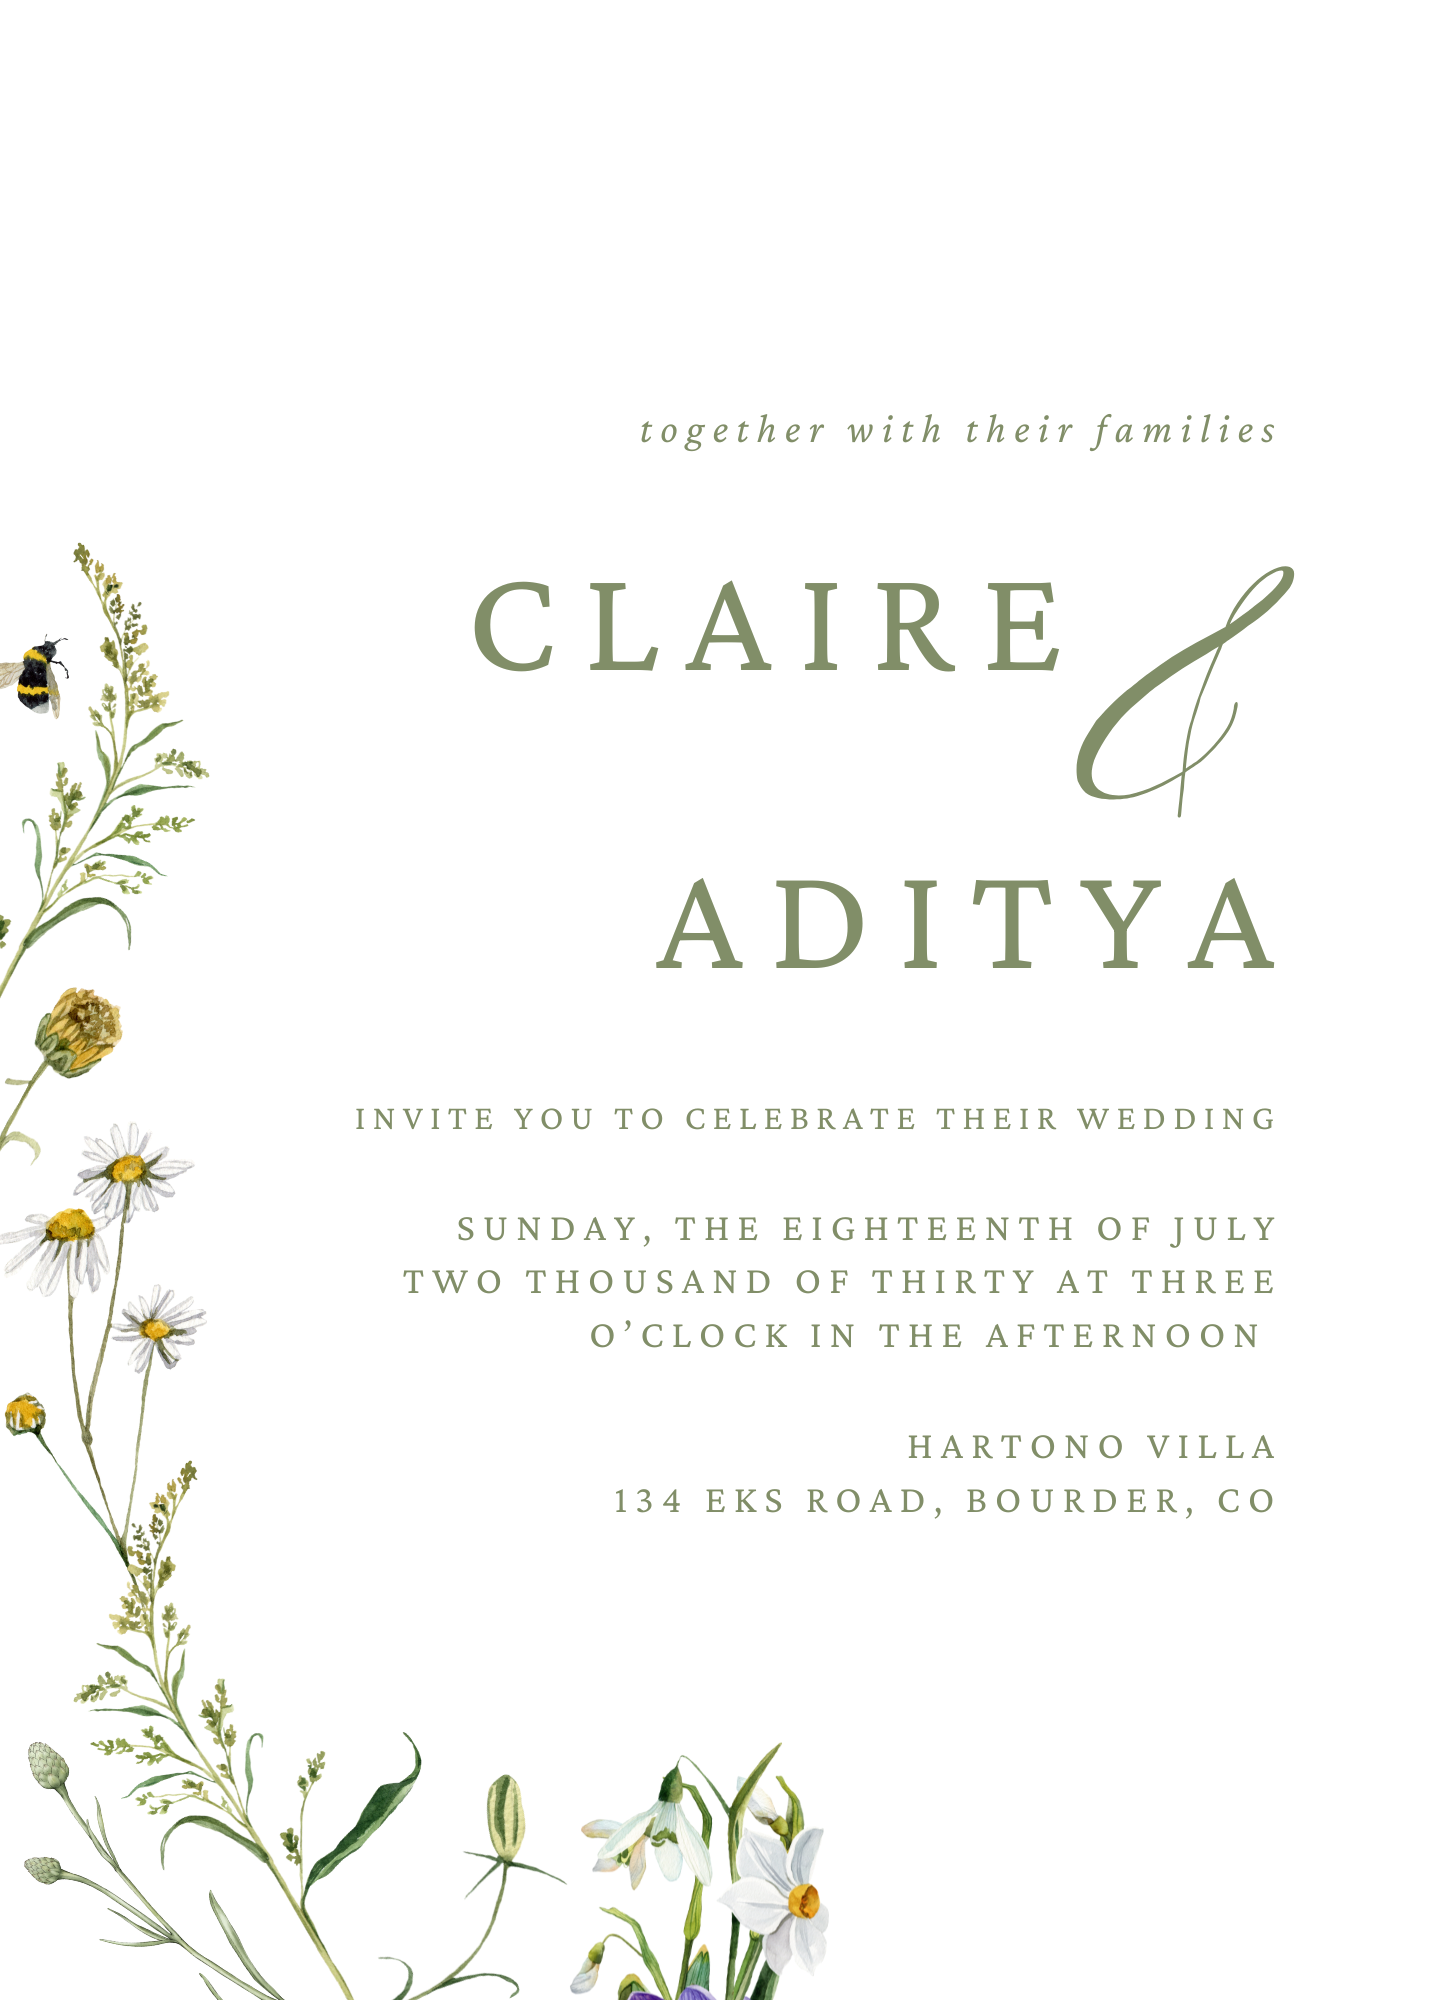 together with their families
CLAIRE &
ADITYA
INVITE YOU TO CELEBRATE THEIR WEDDING
SUNDAY, THE EIGHTEENTH OF JULY
TWO THOUSAND OF THIRTY AT THREE
O’CLOCK IN THE AFTERNOON
HARTONO VILLA
134 EKS ROAD, BOURDER, CO